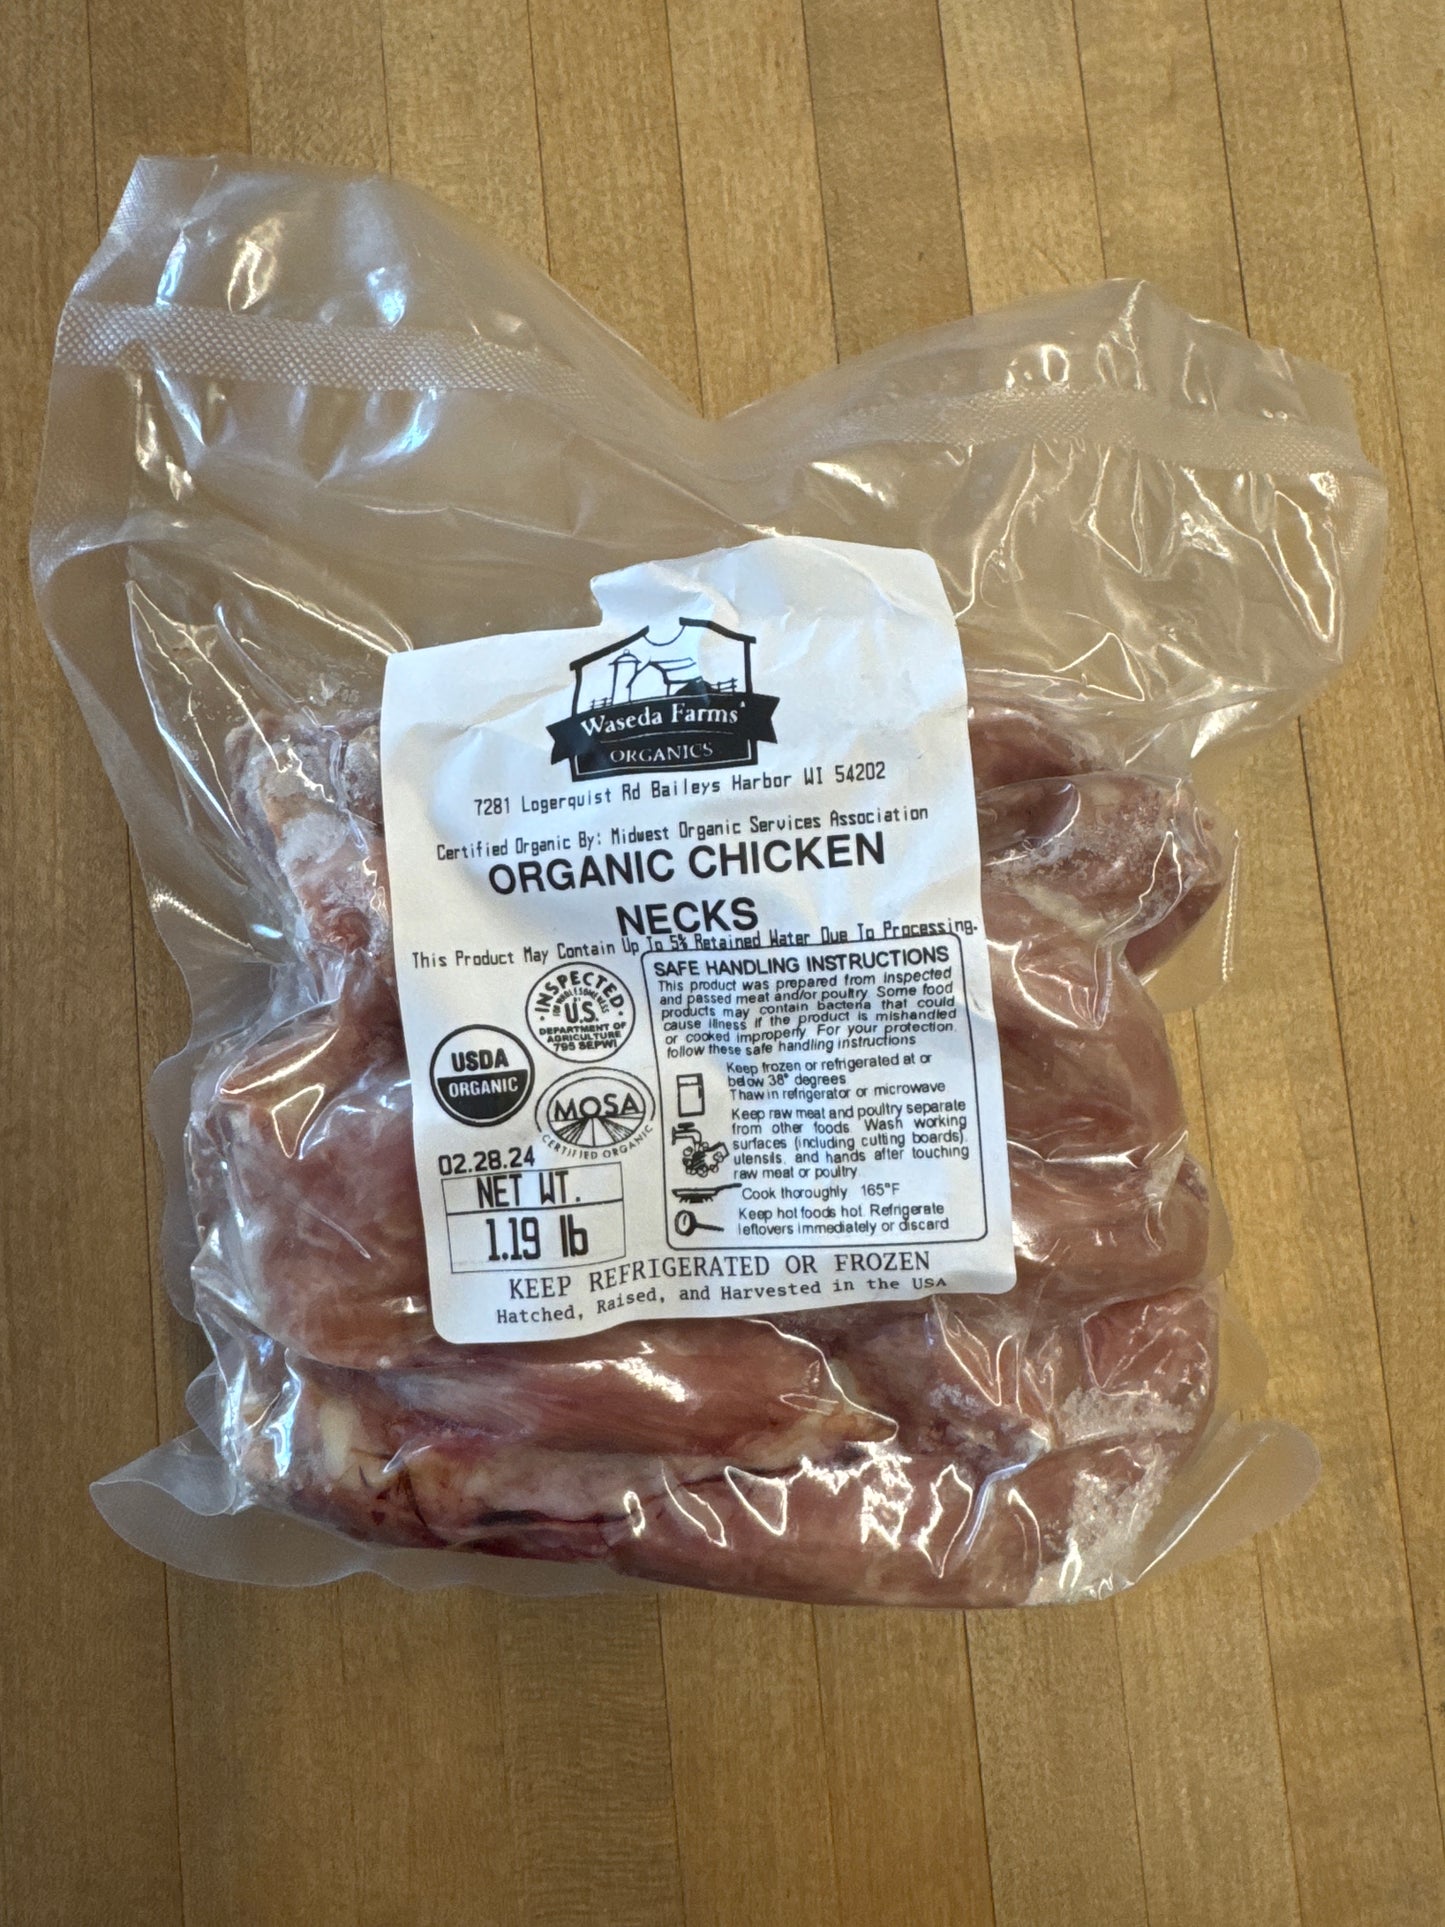 Waseda Farms
ORGANICS
7281 Logerquist Rd Baileys Harbor WI 54202
Certified Organic By: Midwest Organic Services Association
ORGANIC CHICKEN
NECKS
This Product May Contain Up To 5% Retained Water Due To Processing.
INSPECTED
FOR WHOLESOMENESS
U.S.
DEPARTMENT OF
AGRICULTURE
795 SEPWI
USDA
ORGANIC
MOSA
CERTIFIED ORGANIC
02.28.24
NET WT.
1.19 lb
SAFE HANDLING INSTRUCTIONS
This product was prepared from inspected
and passed meat and/or poultry. Some food
products may contain bacteria that could
cause illness if the product is mishandled
or cooked improperly. For your protection,
follow these safe handling instructions
Keep frozen or refrigerated at or
below 38° degrees
Thaw in refrigerator or microwave
Keep raw meat and poultry separate
from other foods. Wash working
surfaces (including cutting boards),
utensils, and hands after touching
raw meat or poultry
Cook thoroughly 165°F
Keep hot foods hot. Refrigerate
leftovers immediately or discard
KEEP REFRIGERATED OR FROZEN
Hatched, Raised, and Harvested in the USA